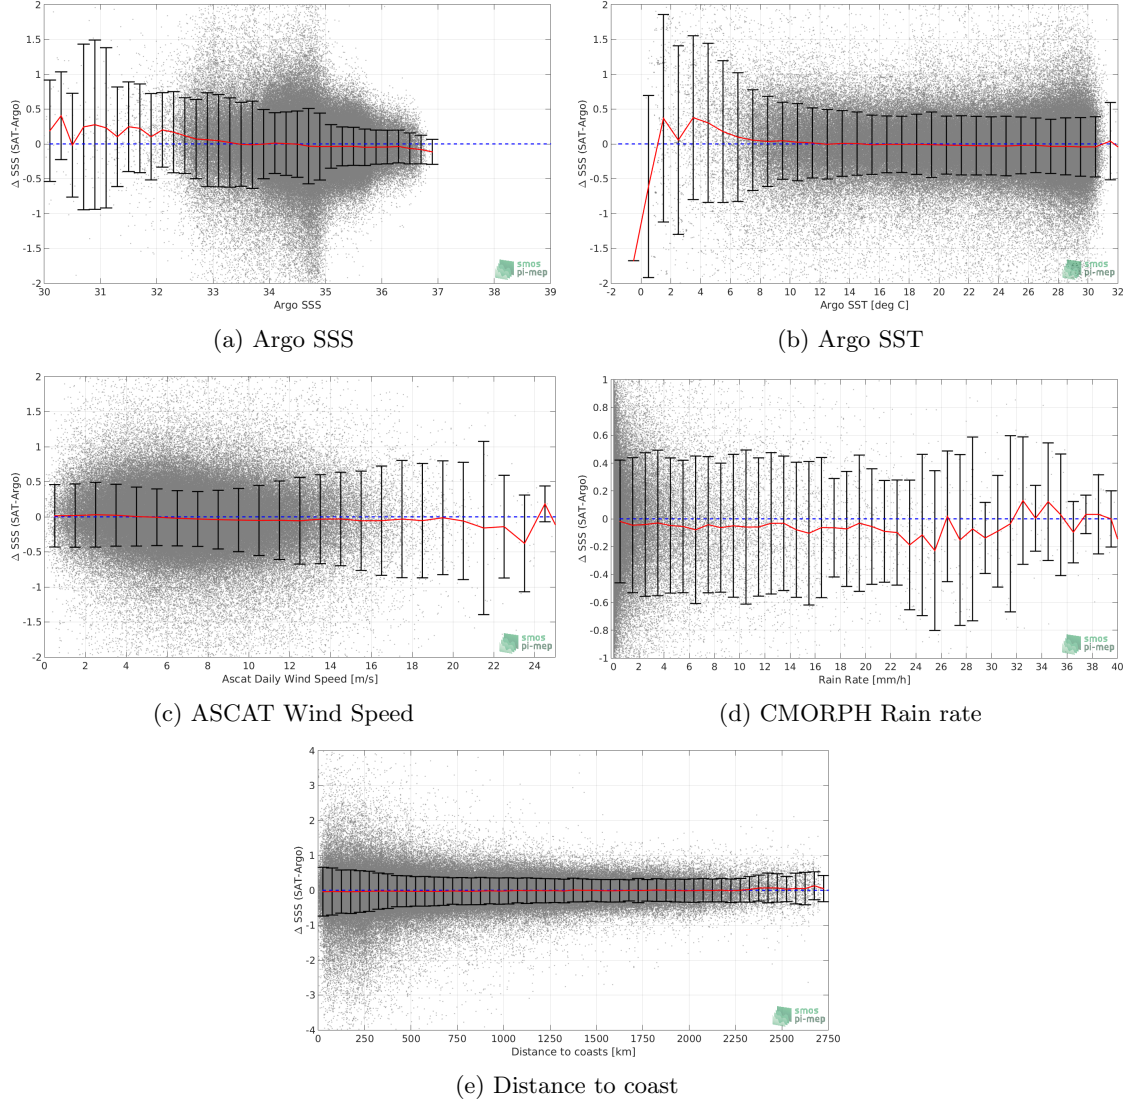 2
1.5
1
0.5
0
-0.5
-1
-1.5
-2
Δ SSS (SAT-Argo)
30 31 32 33 34 35 36 37 38 39
Argo SSS
smos
pi-mep
(a) Argo SSS
2
1.5
1
0.5
0
-0.5
-1
-1.5
-2
Δ SSS (SAT-Argo)
-2 0 2 4 6 8 10 12 14 16 18 20 22 24 26 28 30 32
Argo SST [deg C]
smos
pi-mep
(b) Argo SST
2
1.5
1
0.5
0
-0.5
-1
-1.5
-2
Δ SSS (SAT-Argo)
0 2 4 6 8 10 12 14 16 18 20 22 24
Ascat Daily Wind Speed [m/s]
smos
pi-mep
(c) ASCAT Wind Speed
1
0.8
0.6
0.4
0.2
0
-0.2
-0.4
-0.6
-0.8
-1
Δ SSS (SAT-Argo)
0 2 4 6 8 10 12 14 16 18 20 22 24 26 28 30 32 34 36 38 40
Rain Rate [mm/h]
smos
pi-mep
(d) CMORPH Rain rate
4
3
2
1
0
-1
-2
-3
-4
Δ SSS (SAT-Argo)
0 250 500 750 1000 1250 1500 1750 2000 2250 2500 2750
Distance to coasts [km]
smos
pi-mep
(e) Distance to coast